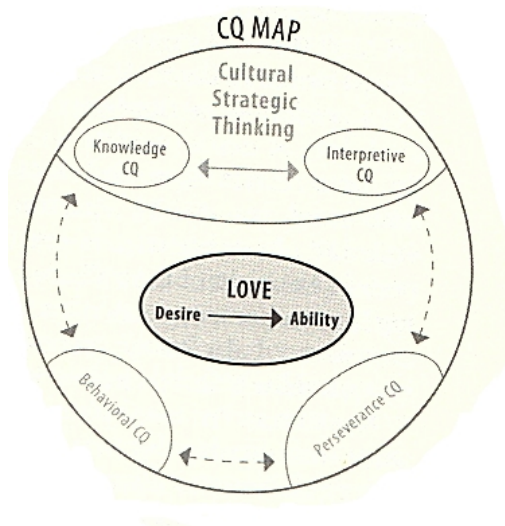 CQ MAP
Cultural
Strategic
Thinking
Knowledge
CQ
Interpretive
CQ
LOVE
Desire
Ability
Behavioral CQ
Perseverance CQ